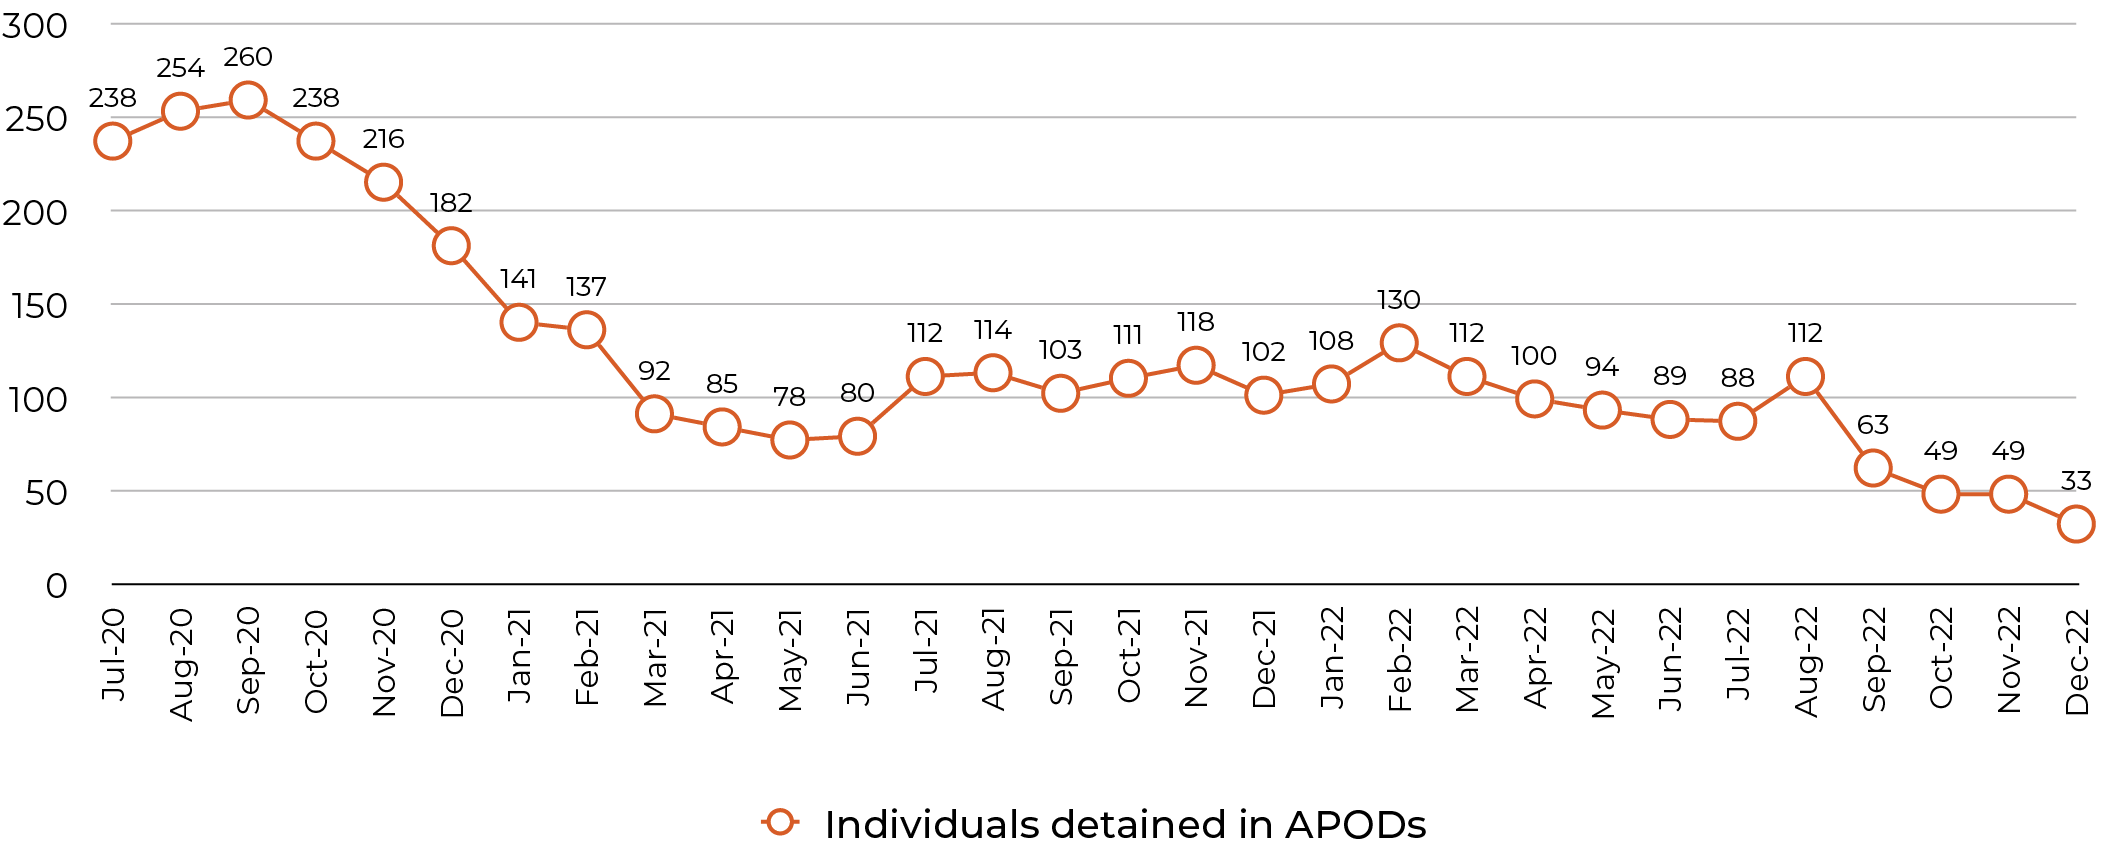 300
250
200
150
100
50
0
238
254
260
238
216
182
141
137
92
85
78
80
112
114
103
111
118
102
108
130
112
100
94
89
88
112
63
49
49
33
Jul-20
Aug-20
Sep-20
Oct-20
Nov-20
Dec-20
Jan-21
Feb-21
Mar-21
Apr-21
May-21
Jun-21
Jul-21
Aug-21
Sep-21
Oct-21
Nov-21
Dec-21
Jan-22
Feb-22
Mar-22
Apr-22
May-22
Jun-22
Jul-22
Aug-22
Sep-22
Oct-22
Nov-22
Dec-22
Individuals detained in APODs